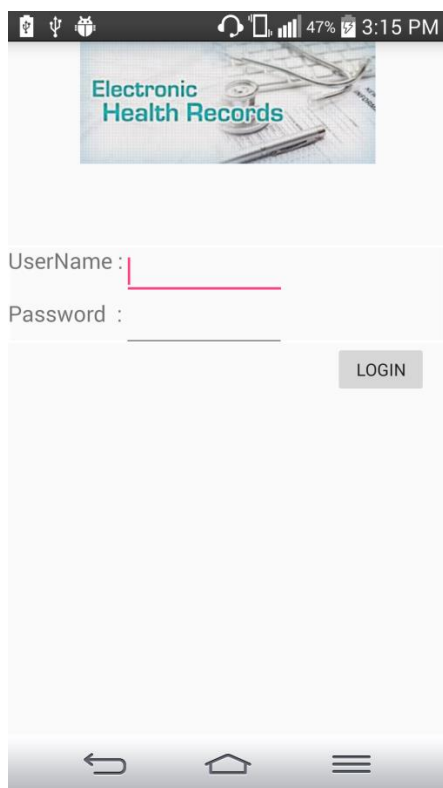 47% 3:15 PM
Electronic
Health Records
UserName :
Password :
LOGIN